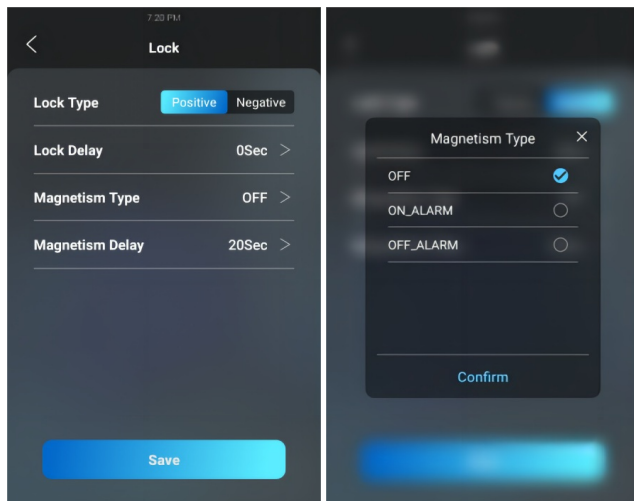 7:20 PM
Lock
Lock Type Positive Negative
Lock Delay 0Sec >
Magnetism Type OFF >
Magnetism Delay 20Sec >
Save
Magnetism Type ×
OFF
ON_ALARM
OFF_ALARM
Confirm